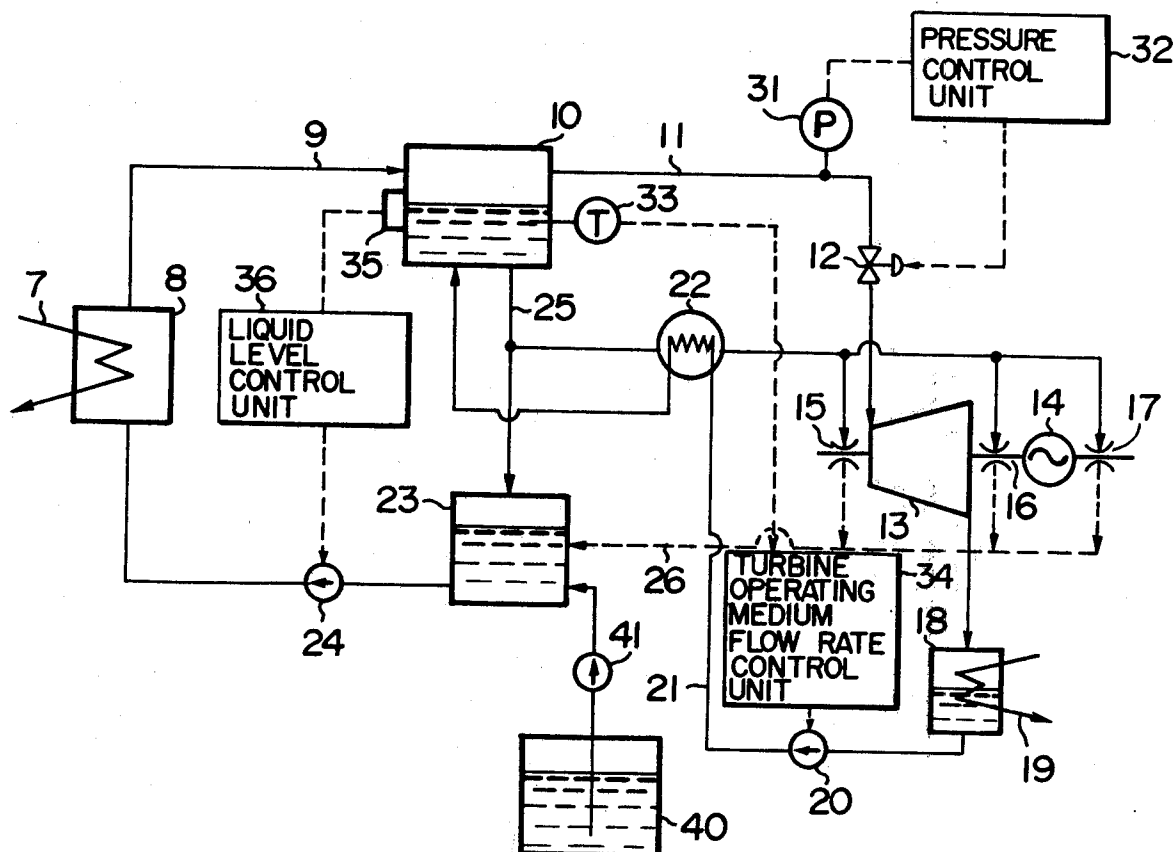 PRESSURE
CONTROL
UNIT
32
31
P
10
9
11
33
T
12
35
7
8
36
LIQUID
LEVEL
CONTROL
UNIT
25
22
15
14
17
13
16
23
26
24
TURBINE
OPERATING
MEDIUM
FLOW RATE
CONTROL
UNIT
34
18
41
21
19
20
40